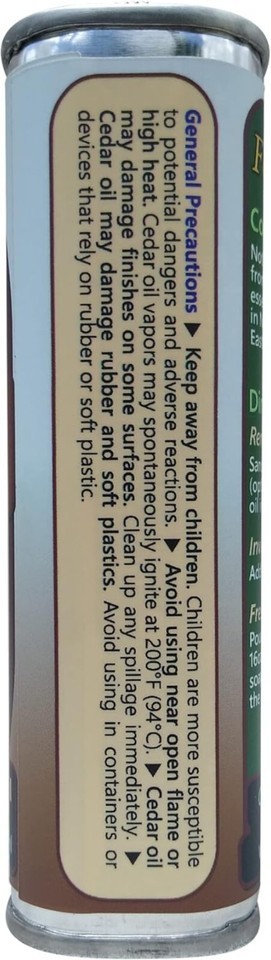 General Precautions ▶ Keep away from children. Children are more susceptible
to potential dangers and adverse reactions. ▶ Avoid using near open flame or
high heat. Cedar oil vapors may spontaneously ignite at 200°F (94°C). ▶ Cedar oil
may damage finishes on some surfaces. Clean up any spillage immediately. ▶
Cedar oil may damage rubber and soft plastics. Avoid using in containers or
devices that rely on rubber or soft plastic.